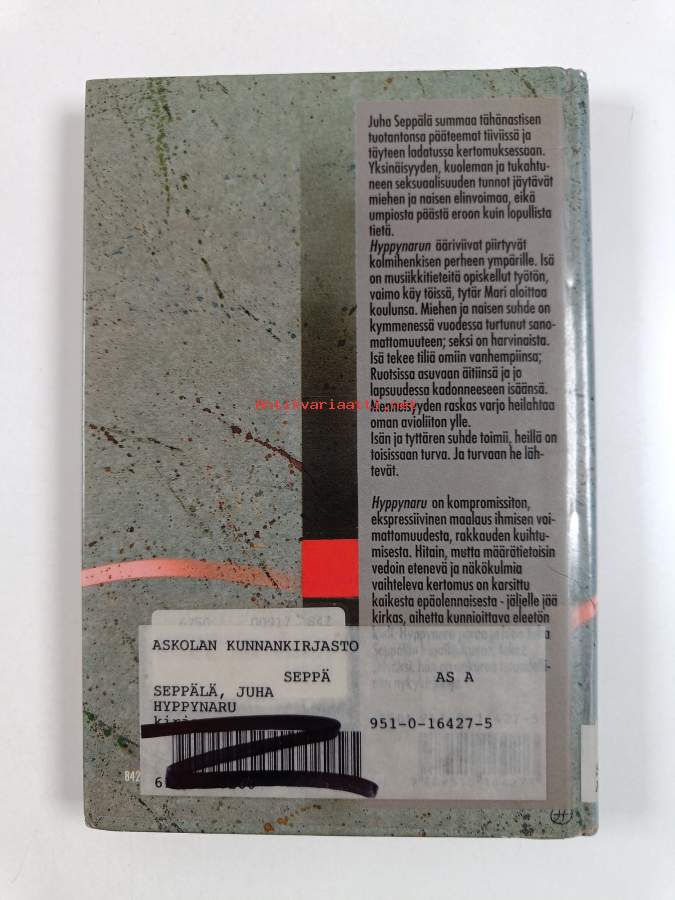 Juha Seppälä summaa tähänastisen
tuotantonsa pääteemat tiiviissä ja
täyteen ladatussa kertomuksessaan.
Yksinäisyyden, kuoleman ja tukahtu-
neen seksuaalisuuden tunnot jäytävät
miehen ja naisen elinvoimaa, eikä
umpiosta päästä eroon kuin lopullista
tietä.
Hyppynarun ääriviivat piirtyvät
kolmihenkisen perheen ympärille. Isä
on musiikkitieteitä opiskellut työtön,
vaimo käy töissä, tytär Mari aloittaa
koulunsa. Miehen ja naisen suhde on
kymmenessä vuodessa turtunut sano-
mattomuuteen; seksi on harvinaista.
Isä tekee tiliä omiin vanhempiinsa;
Ruotsissa asuvaan äitiinsä ja jo
lapsuudessa kadonneeseen isäänsä.
Antikvariaatti.net
Menneisyyden raskas varjo heilahtaa
oman avioliiton ylle.
Isän ja tyttären suhde toimii, heillä on
toisissaan turva. Ja turvaan he läh-
tevät.
Hyppynaru on kompromissiton,
ekspressiivinen maalaus ihmisen voi-
mattomuudesta, rakkauden kuihtu-
misesta. Hitain, mutta määrätietoisin
vedoin etenevä ja näkökulmia
vaihteleva kertomus on karsittu
kaikesta epäolennaisesta - jäljelle jää
kirkas, aihetta kunnioittava eleetön
ASKOLAN KUNNANKIRJASTO
SEPPÄ AS A
SEPPÄLÄ, JUHA
HYPPYNARU
951-0-16427-5
842